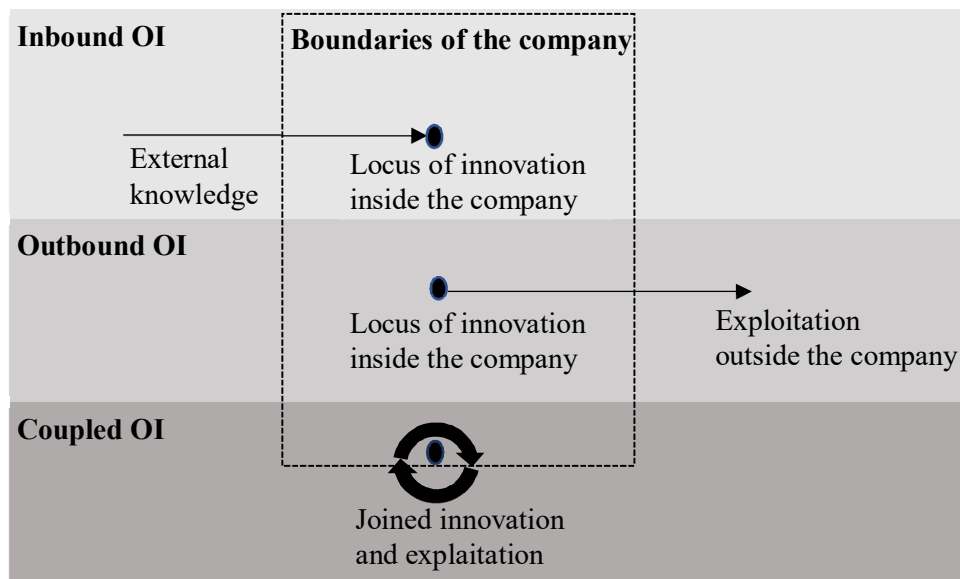 Inbound OI
Boundaries of the company
External
knowledge
Locus of innovation
inside the company
Outbound OI
Locus of innovation
inside the company
Exploitation
outside the company
Coupled OI
Joined innovation
and explaitation